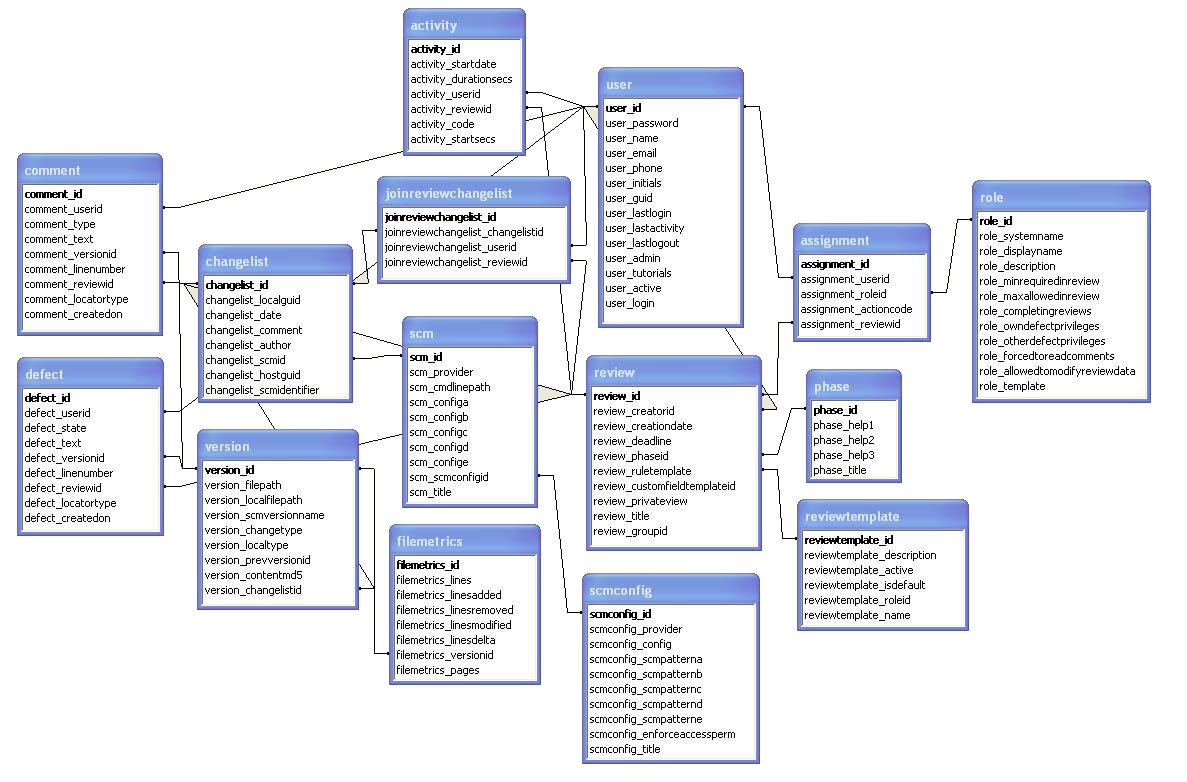 activity
activity_id
activity_startdate
activity_durationsecs
activity_userid
activity_reviewid
activity_code
activity_startsecs
user
user_id
user_password
user_name
user_email
user_phone
user_initials
user_guid
user_lastlogin
user_lastactivity
user_lastlogout
user_admin
user_tutorials
user_active
user_login
comment
comment_id
comment_userid
comment_type
comment_text
comment_versionid
comment_linenumber
comment_reviewid
comment_locatortype
comment_createdon
joinreviewchangelist
joinreviewchangelist_id
joinreviewchangelist_changelistid
joinreviewchangelist_userid
joinreviewchangelist_reviewid
role
role_id
role_systemname
role_displayname
role_description
role_minrequiredinreview
role_maxallowedinreview
role_completingreviews
role_owndefectprivileges
role_otherdefectprivileges
role_forcedtoreadcomments
role_allowedtomodifyreviewdata
role_template
assignment
assignment_id
assignment_userid
assignment_roleid
assignment_actioncode
assignment_reviewid
changelist
changelist_id
changelist_localguid
changelist_date
changelist_comment
changelist_author
changelist_scmid
changelist_hostguid
changelist_scmidentifier
scm
scm_id
scm_provider
scm_cmdlinepath
scm_configa
scm_configb
scm_configc
scm_configd
scm_confige
scm_scmconfigid
scm_title
defect
defect_id
defect_userid
defect_state
defect_text
defect_versionid
defect_linenumber
defect_reviewid
defect_locatortype
defect_createdon
review
review_id
review_creatorid
review_creationdate
review_deadline
review_phaseid
review_ruletemplate
review_customfieldtemplateid
review_privateview
review_title
review_groupid
phase
phase_id
phase_help1
phase_help2
phase_help3
phase_title
version
version_id
version_filepath
version_localfilepath
version_scmversionname
version_changetype
version_localtype
version_prevversionid
version_contentmd5
version_changelistid
reviewtemplate
reviewtemplate_id
reviewtemplate_description
reviewtemplate_active
reviewtemplate_isdefault
reviewtemplate_roleid
reviewtemplate_name
filemetrics
filemetrics_id
filemetrics_lines
filemetrics_linesadded
filemetrics_linesremoved
filemetrics_linesmodified
filemetrics_linesdelta
filemetrics_versionid
filemetrics_pages
scmconfig
scmconfig_id
scmconfig_provider
scmconfig_config
scmconfig_scmpatterna
scmconfig_scmpatternb
scmconfig_scmpatternc
scmconfig_scmpatternd
scmconfig_scmpatterne
scmconfig_enforceaccessperm
scmconfig_title